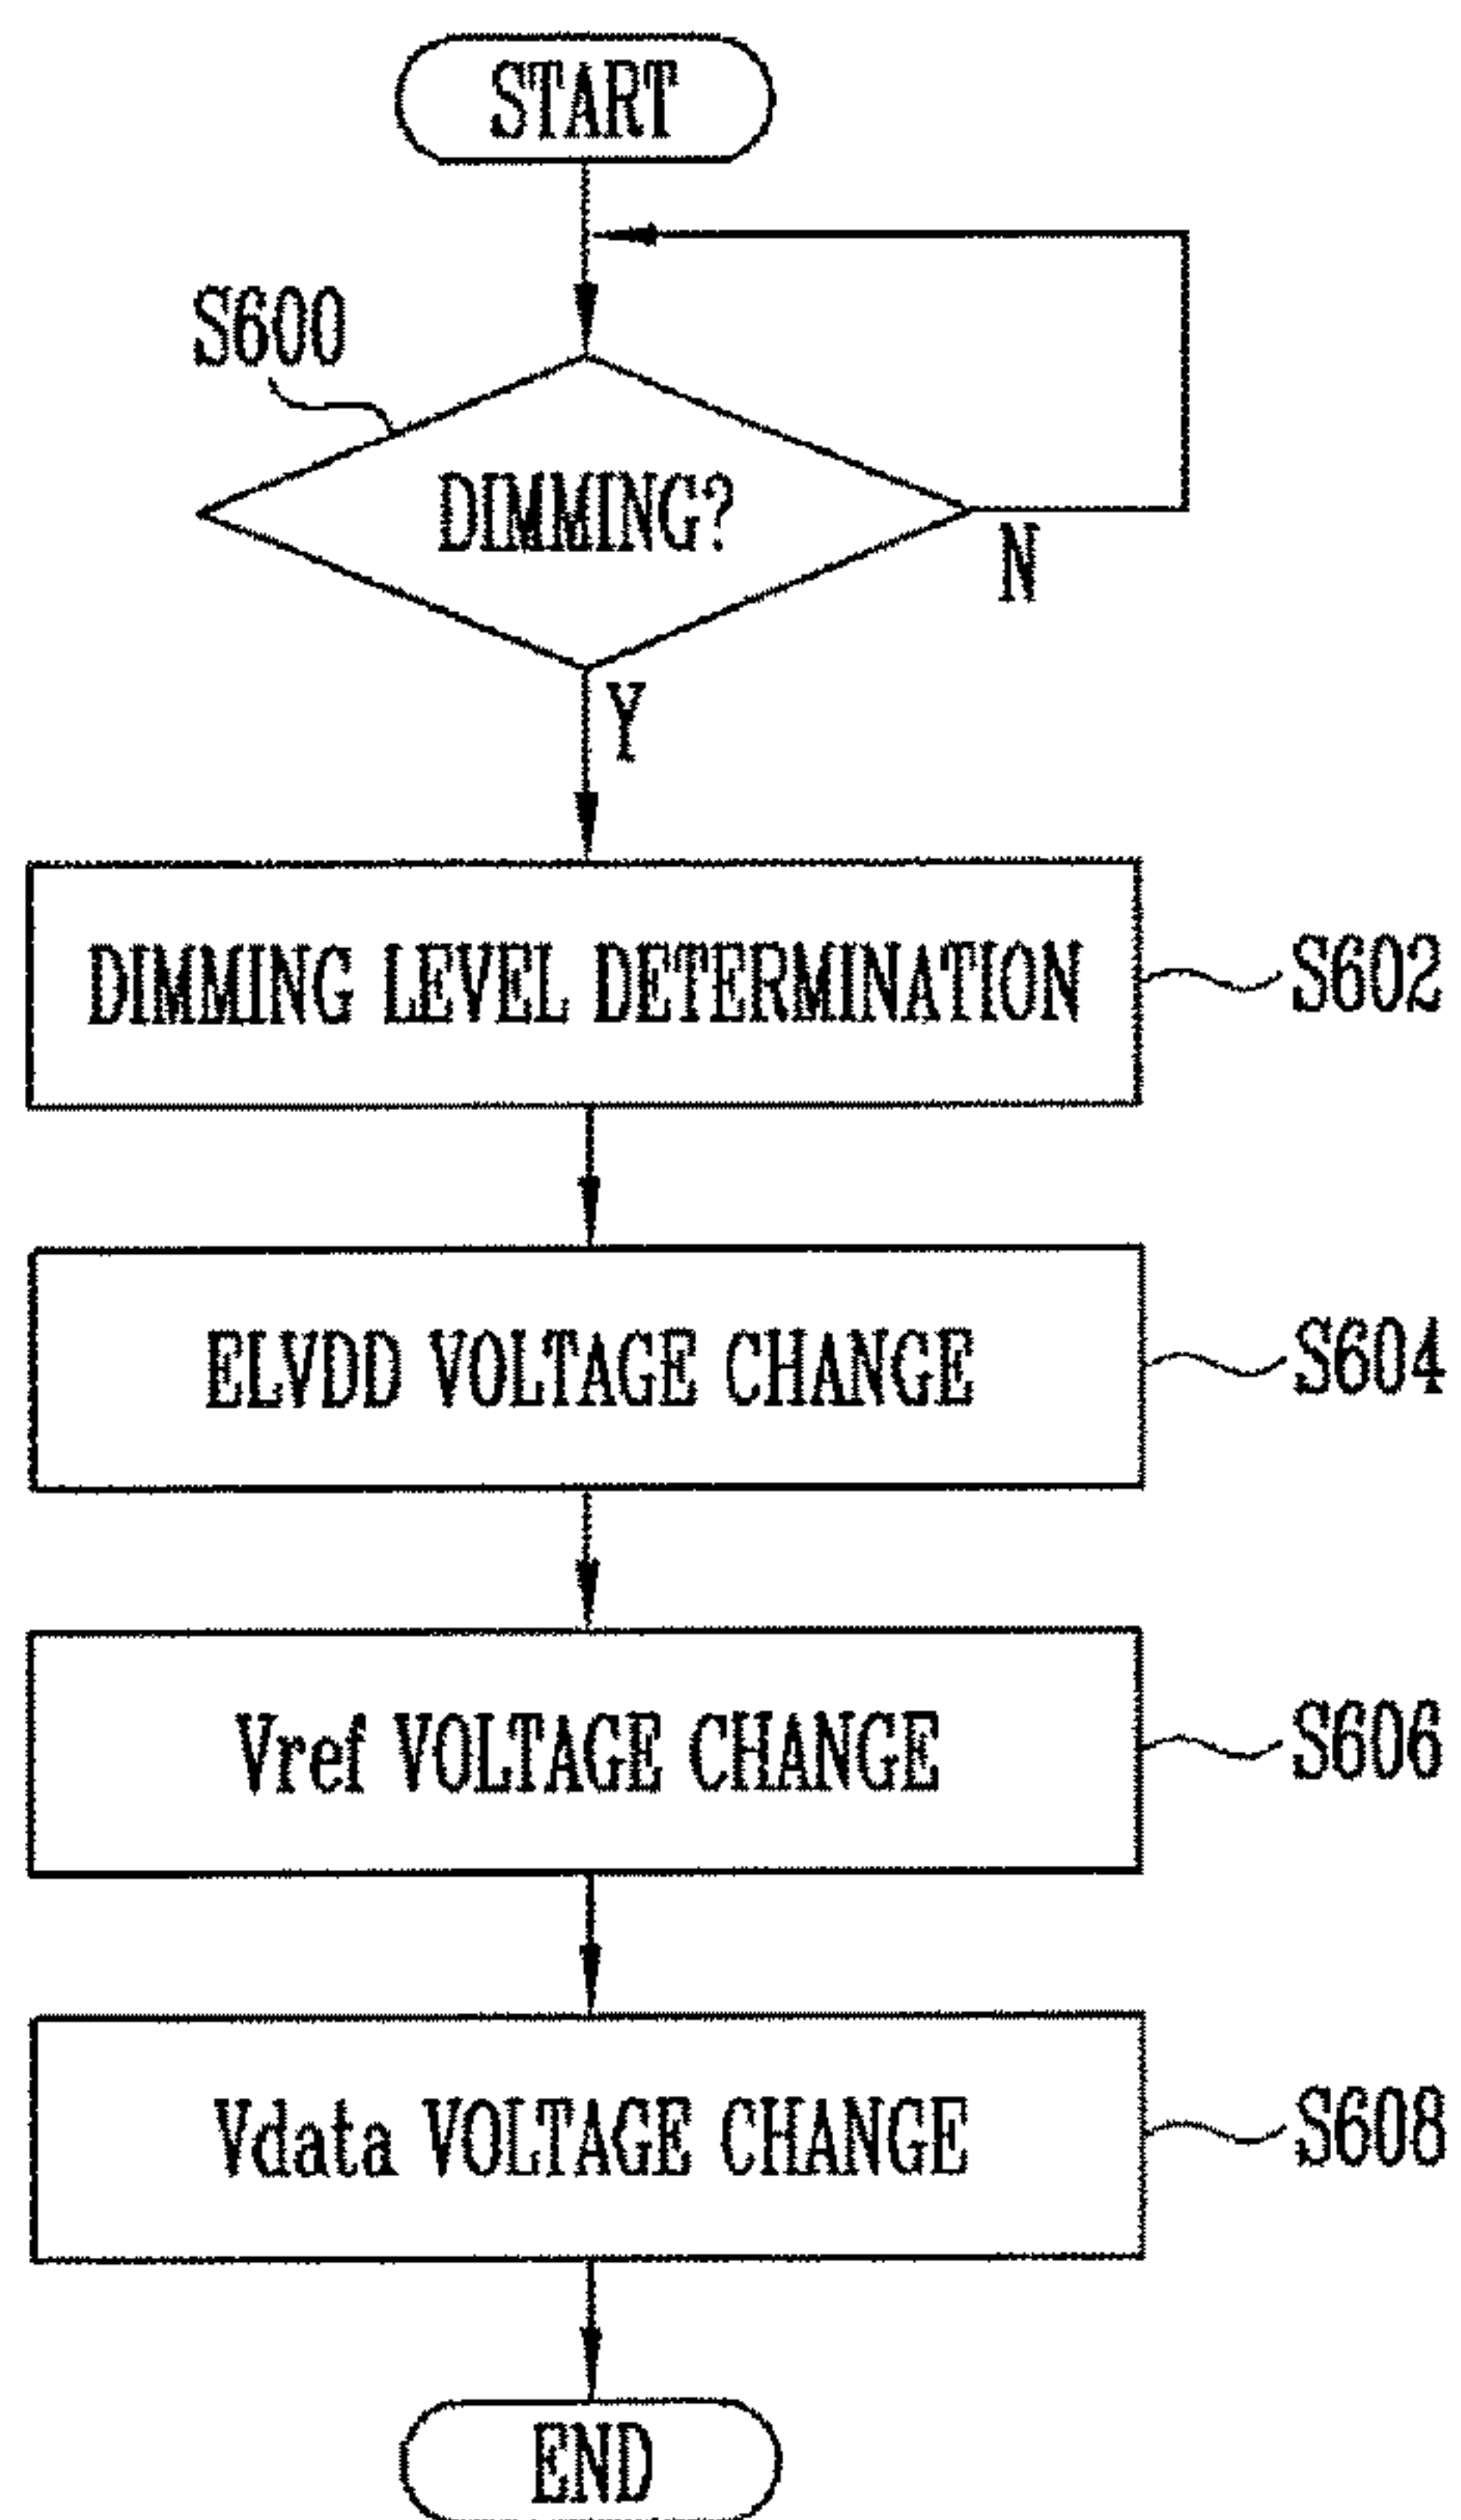 START
S600
DIMMING?
N
Y
DIMMING LEVEL DETERMINATION
S602
ELVDD VOLTAGE CHANGE
S604
Vref VOLTAGE CHANGE
S606
Vdata VOLTAGE CHANGE
S608
END